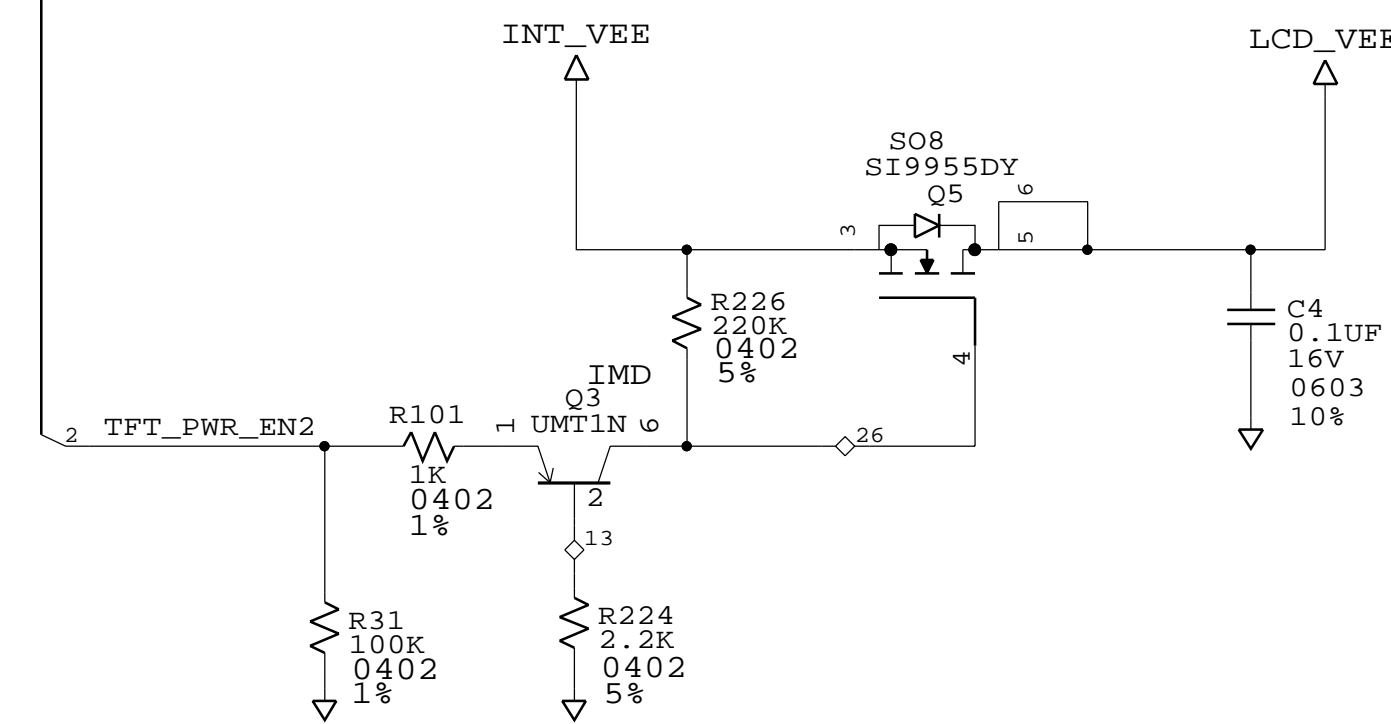 INT_VEE
LCD_VEE
SO8
SI9955DY
Q5
3
6
5
4
R226
220K
0402
5%
C4
0.1UF
16V
0603
10%
IMD
Q3
UMT1N
1
6
2
26
2
TFT_PWR_EN2
R101
1K
0402
1%
13
R31
100K
0402
1%
R224
2.2K
0402
5%